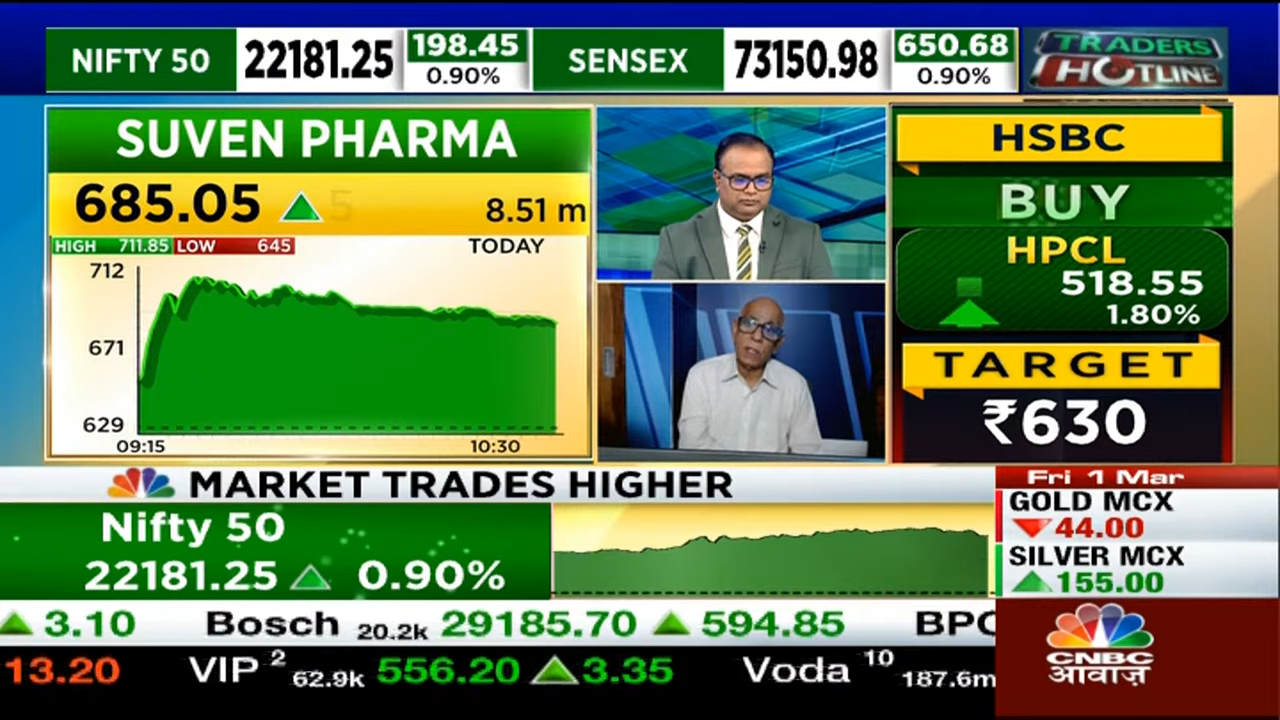 NIFTY 50 22181.25 198.45 0.90% SENSEX 73150.98 650.68 0.90% TRADERS HOTLINE
SUVEN PHARMA
685.05 8.51 m
HIGH 711.85 LOW 645 TODAY
712
671
629
09:15 10:30
HSBC
BUY
HPCL
518.55
1.80%
TARGET
₹630
MARKET TRADES HIGHER
Nifty 50
22181.25 0.90%
Fri 1 Mar
GOLD MCX
44.00
SILVER MCX
155.00
3.10 Bosch 20.2k 29185.70 594.85 BPC
13.20 VIP 2 62.9k 556.20 3.35 Voda 10 187.6m
CNBC
आवाज़